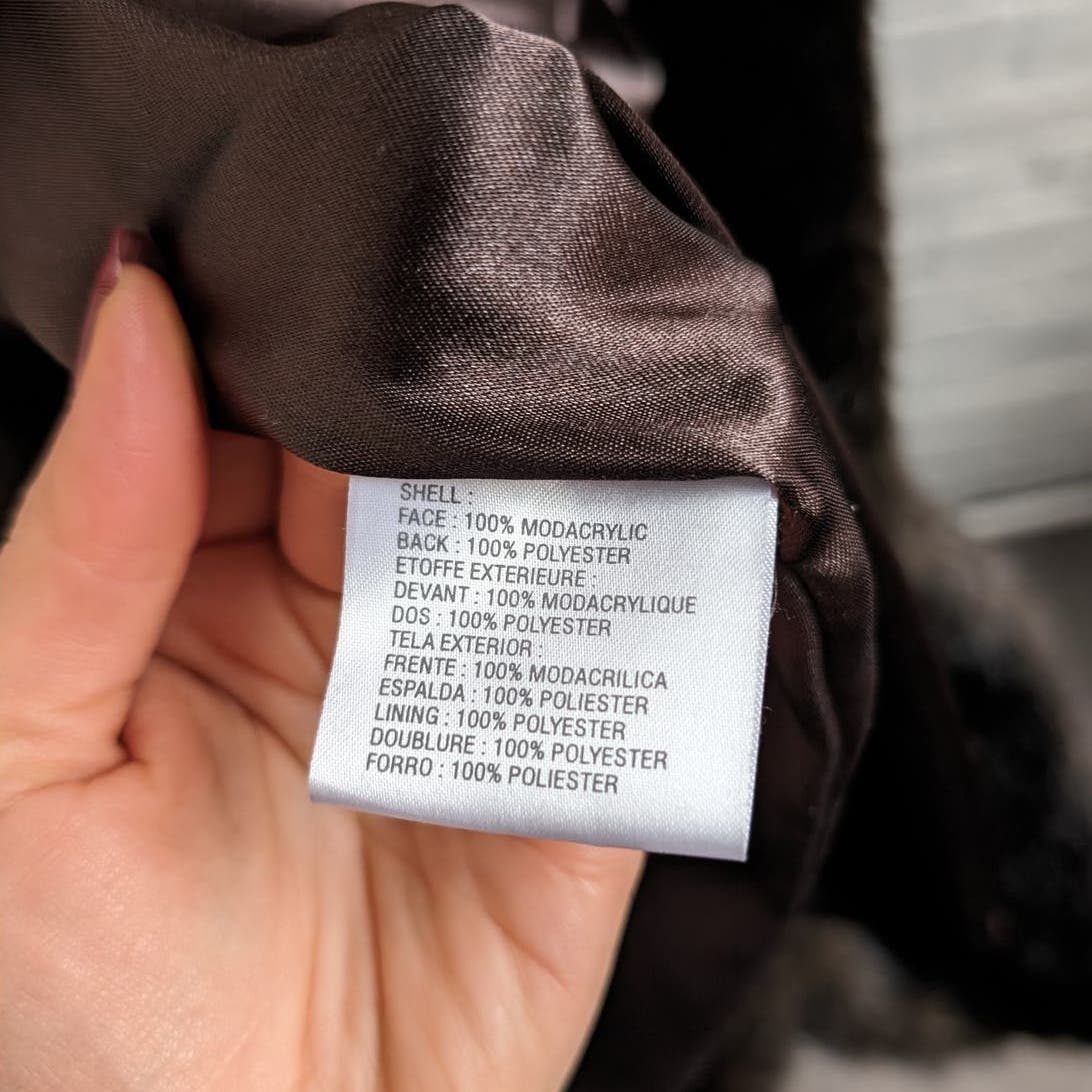 SHELL :
FACE : 100% MODACRYLIC
BACK : 100% POLYESTER
ETOFFE EXTERIEURE :
DEVANT : 100% MODACRYLIQUE
DOS : 100% POLYESTER
TELA EXTERIOR :
FRENTE : 100% MODACRILICA
ESPALDA : 100% POLIESTER
LINING : 100% POLYESTER
DOUBLURE : 100% POLYESTER
FORRO : 100% POLIESTER